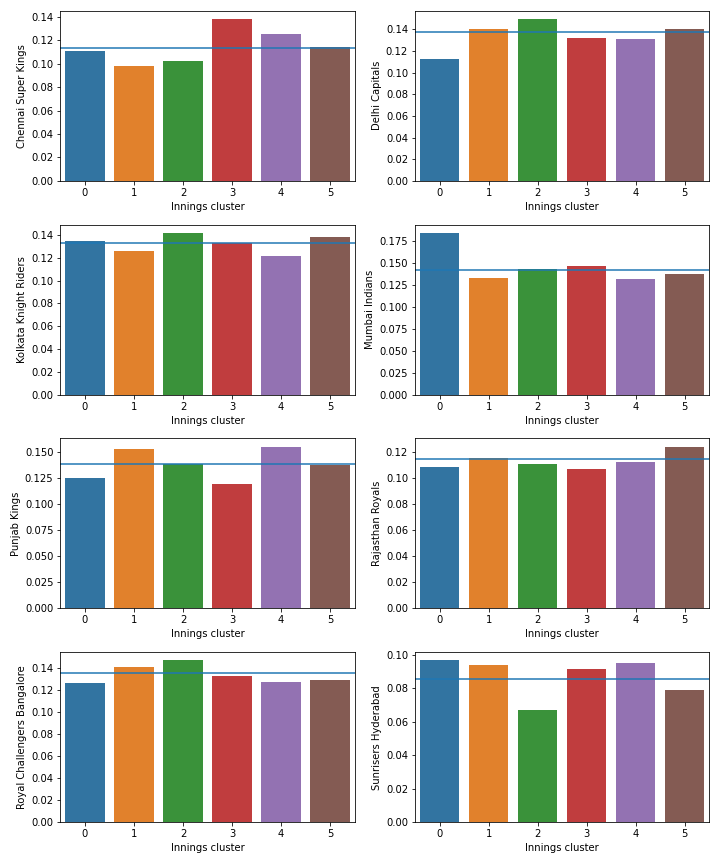 Chennai Super Kings
0.14
0.12
0.10
0.08
0.06
0.04
0.02
0.00
0 1 2 3 4 5
Innings cluster
Delhi Capitals
0.14
0.12
0.10
0.08
0.06
0.04
0.02
0.00
0 1 2 3 4 5
Innings cluster
Kolkata Knight Riders
0.14
0.12
0.10
0.08
0.06
0.04
0.02
0.00
0 1 2 3 4 5
Innings cluster
Mumbai Indians
0.175
0.150
0.125
0.100
0.075
0.050
0.025
0.000
0 1 2 3 4 5
Innings cluster
Punjab Kings
0.150
0.125
0.100
0.075
0.050
0.025
0.000
0 1 2 3 4 5
Innings cluster
Rajasthan Royals
0.12
0.10
0.08
0.06
0.04
0.02
0.00
0 1 2 3 4 5
Innings cluster
Royal Challengers Bangalore
0.14
0.12
0.10
0.08
0.06
0.04
0.02
0.00
0 1 2 3 4 5
Innings cluster
Sunrisers Hyderabad
0.10
0.08
0.06
0.04
0.02
0.00
0 1 2 3 4 5
Innings cluster